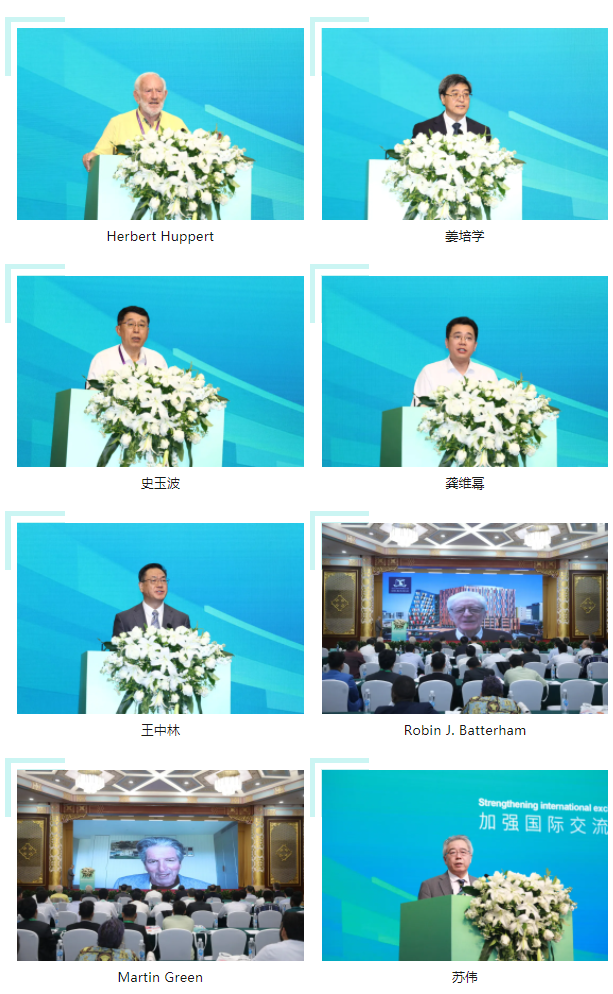 Herbert Huppert
姜培学
史玉波
龚维幂
王中林
Robin J. Batterham
Strengthening international exc
加强国际交流
Martin Green
苏伟